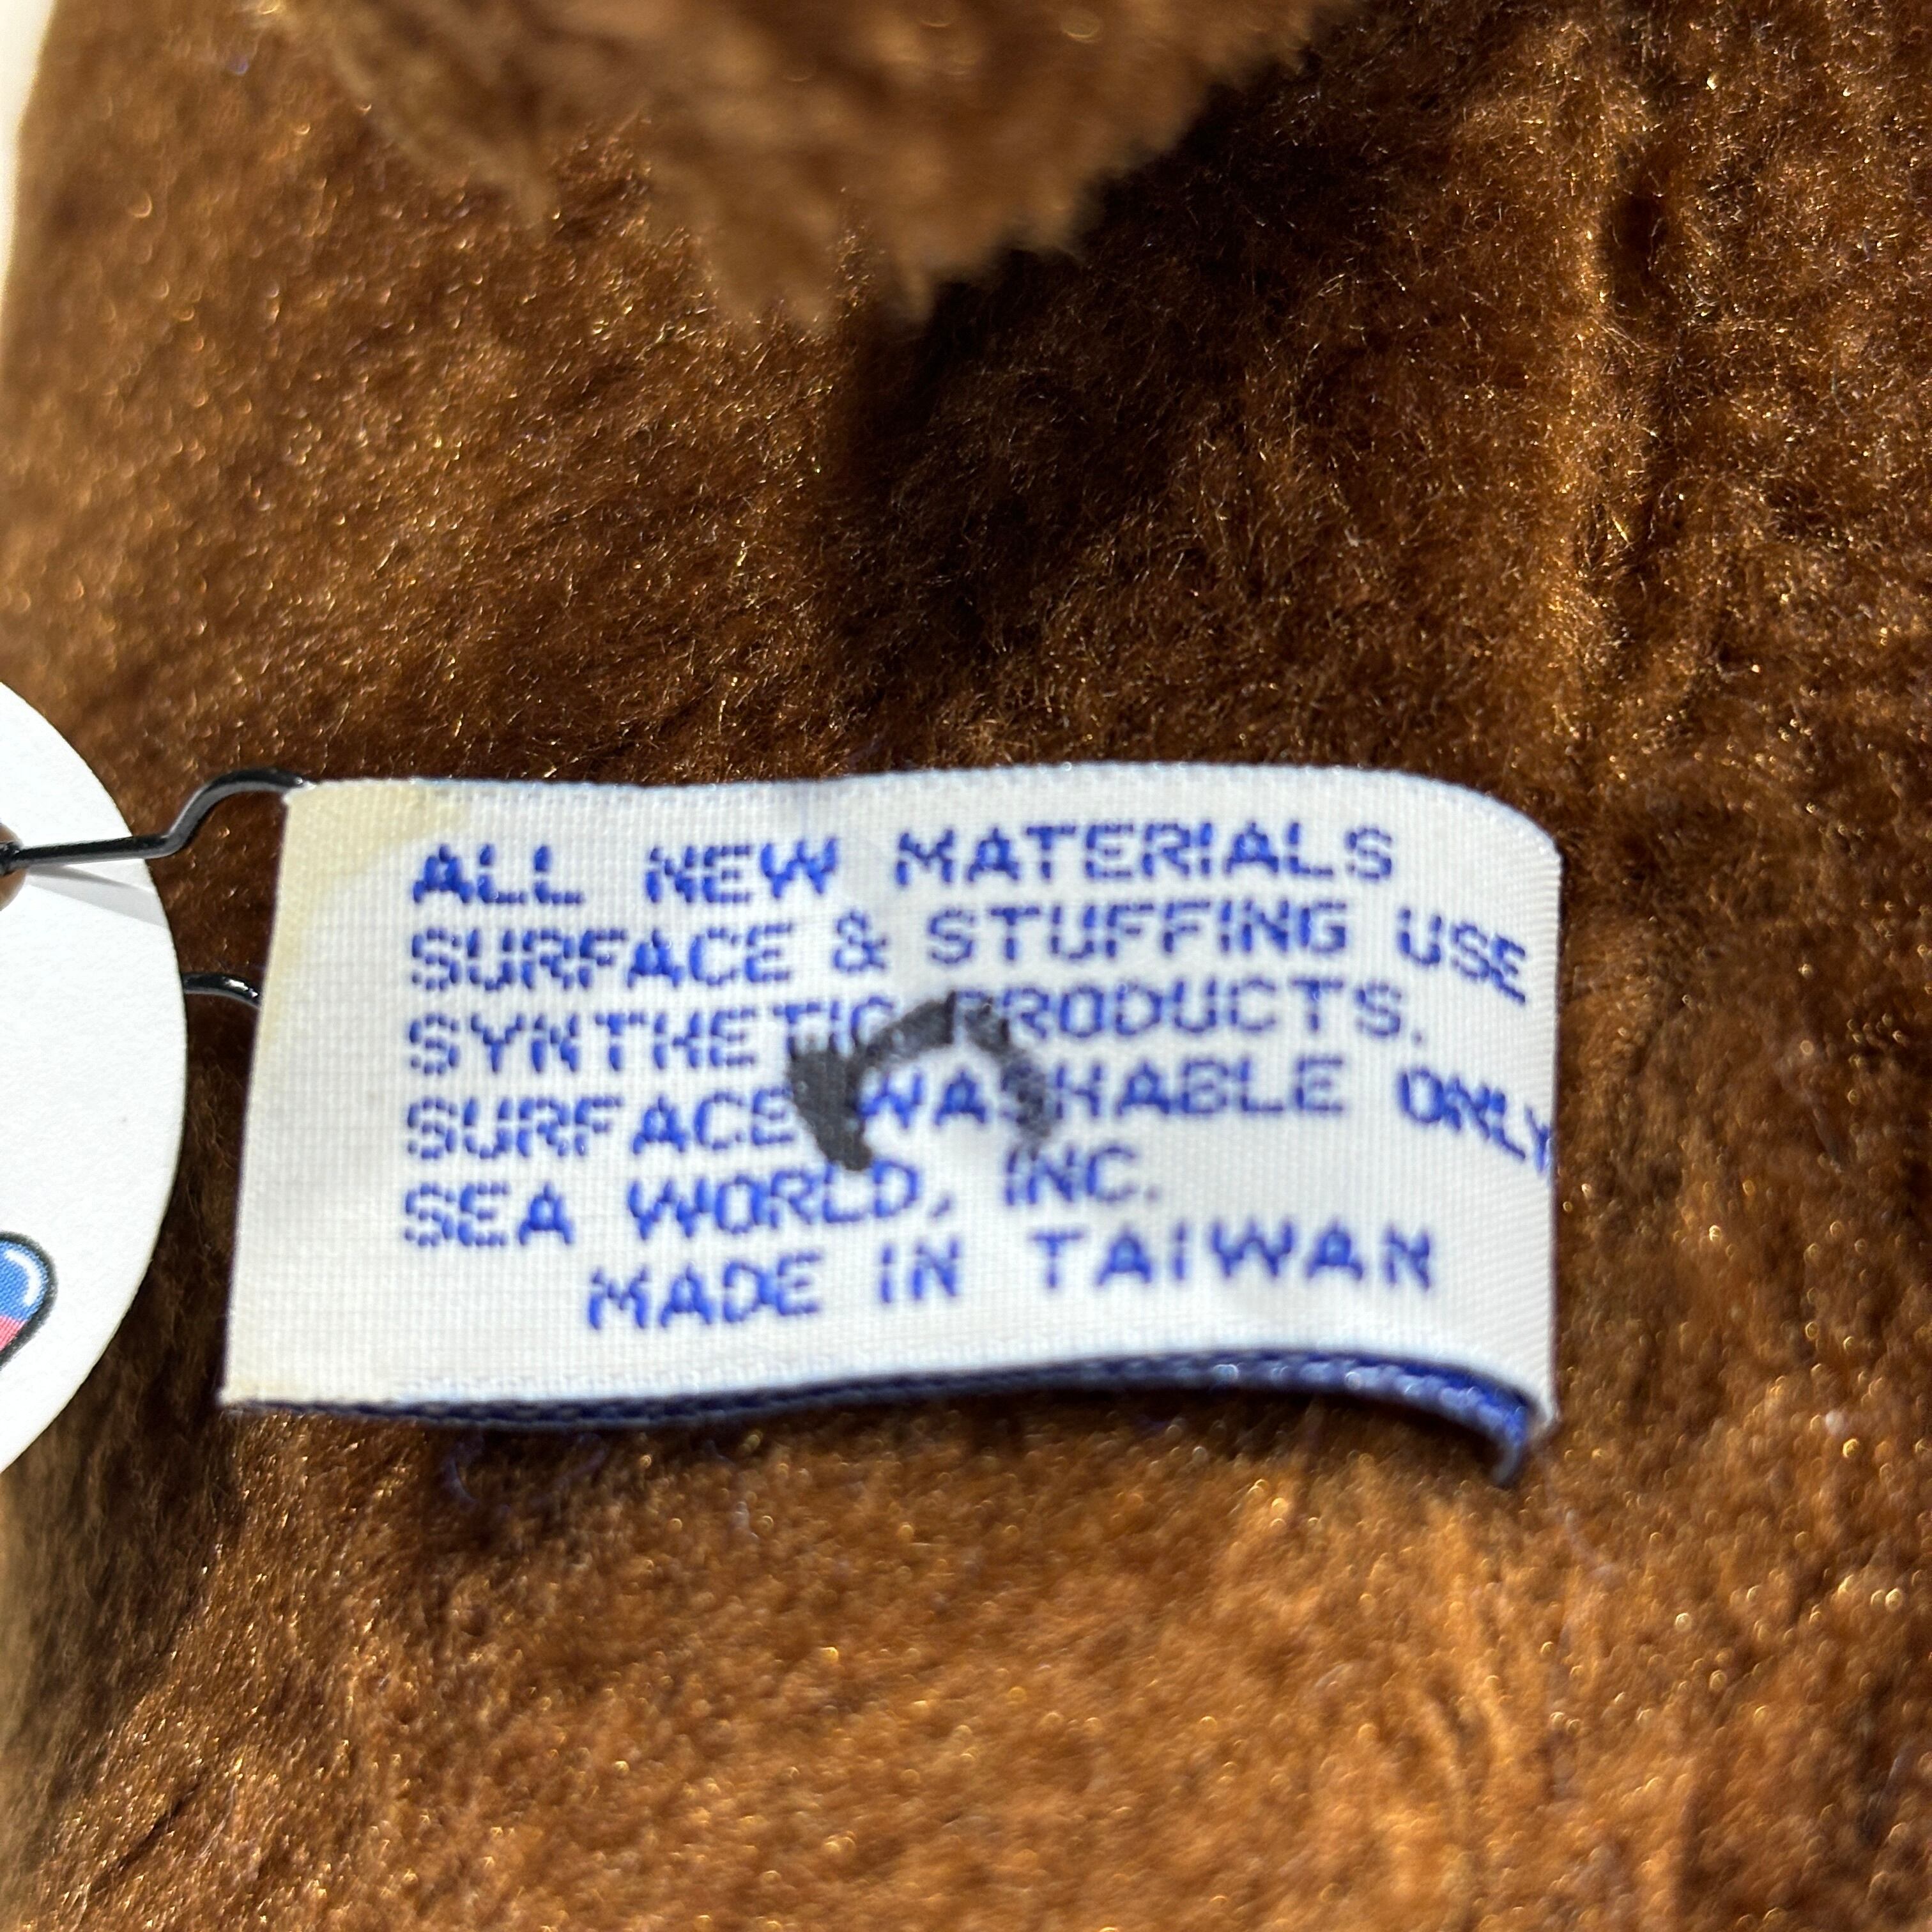 ALL NEW MATERIALS
SURFACE & STUFFING USE
SYNTHETIC PRODUCTS.
SURFACE WASHABLE ONLY
SEA WORLD, INC.
MADE IN TAIWAN